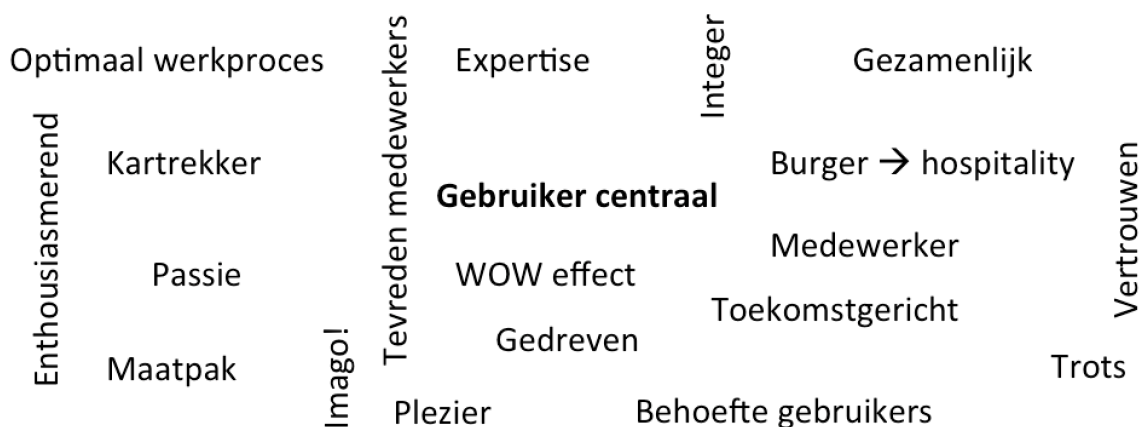 Optimaal werkproces
Tevreden medewerkers
Expertise
Integer
Gezamenlijk
Enthousiasmerend
Kartrekker
Burger → hospitality
Vertrouwen
Gebruiker centraal
Medewerker
Passie
WOW effect
Toekomstgericht
Gedreven
Imago!
Maatpak
Trots
Plezier
Behoefte gebruikers